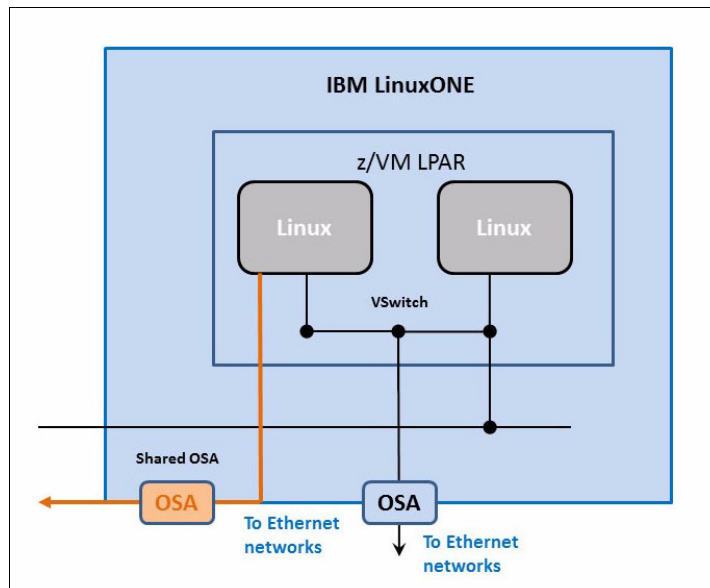 IBM LinuxONE
z/VM LPAR
Linux
Linux
VSwitch
Shared OSA
OSA
OSA
To Ethernet
networks
To Ethernet
networks